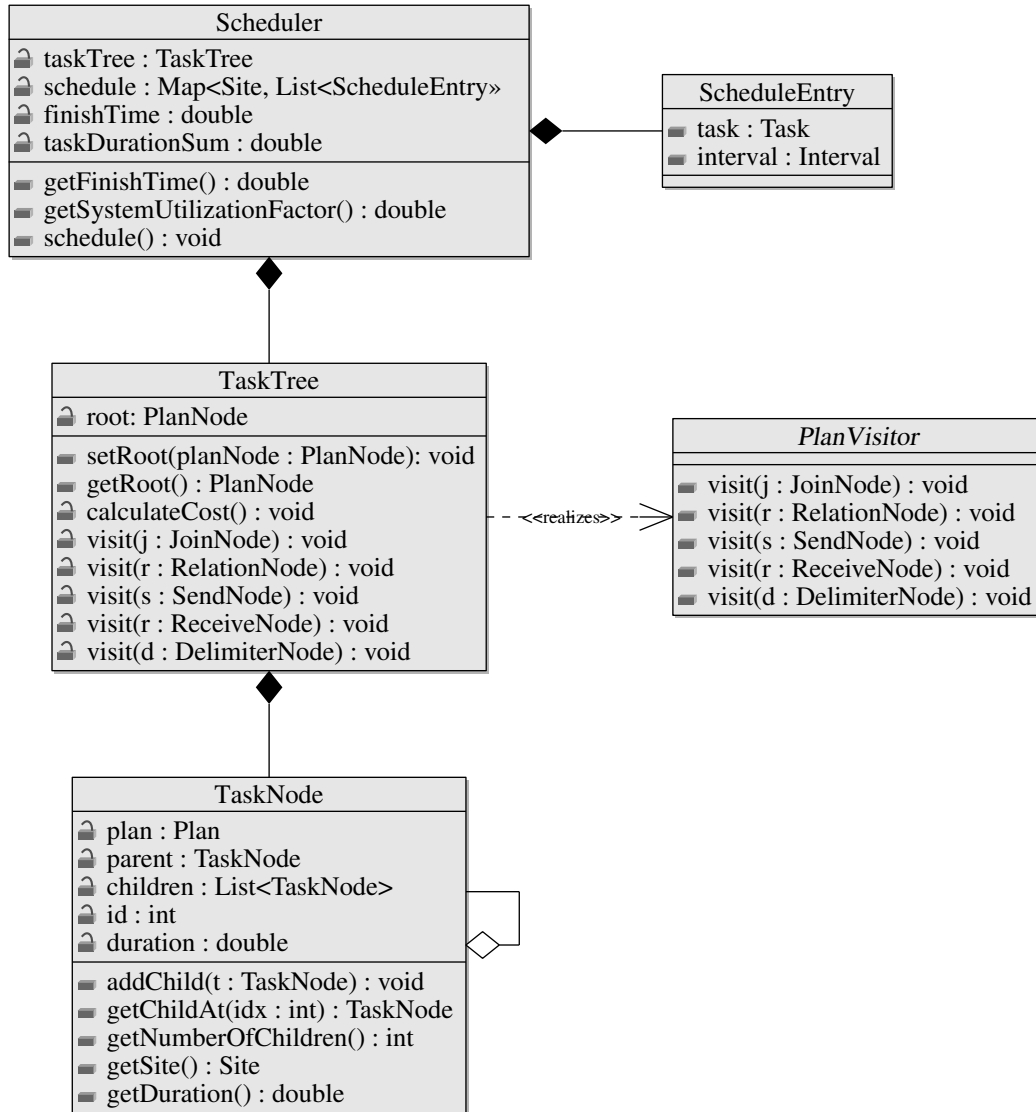 Scheduler
taskTree : TaskTree
schedule : Map<Site, List<ScheduleEntry»
finishTime : double
taskDurationSum : double
getFinishTime() : double
getSystemUtilizationFactor() : double
schedule() : void
ScheduleEntry
task : Task
interval : Interval
TaskTree
root: PlanNode
setRoot(planNode : PlanNode): void
getRoot() : PlanNode
calculateCost() : void
visit(j : JoinNode) : void
visit(r : RelationNode) : void
visit(s : SendNode) : void
visit(r : ReceiveNode) : void
visit(d : DelimiterNode) : void
<<realizes>>
PlanVisitor
visit(j : JoinNode) : void
visit(r : RelationNode) : void
visit(s : SendNode) : void
visit(r : ReceiveNode) : void
visit(d : DelimiterNode) : void
TaskNode
plan : Plan
parent : TaskNode
children : List<TaskNode>
id : int
duration : double
addChild(t : TaskNode) : void
getChildAt(idx : int) : TaskNode
getNumberOfChildren() : int
getSite() : Site
getDuration() : double